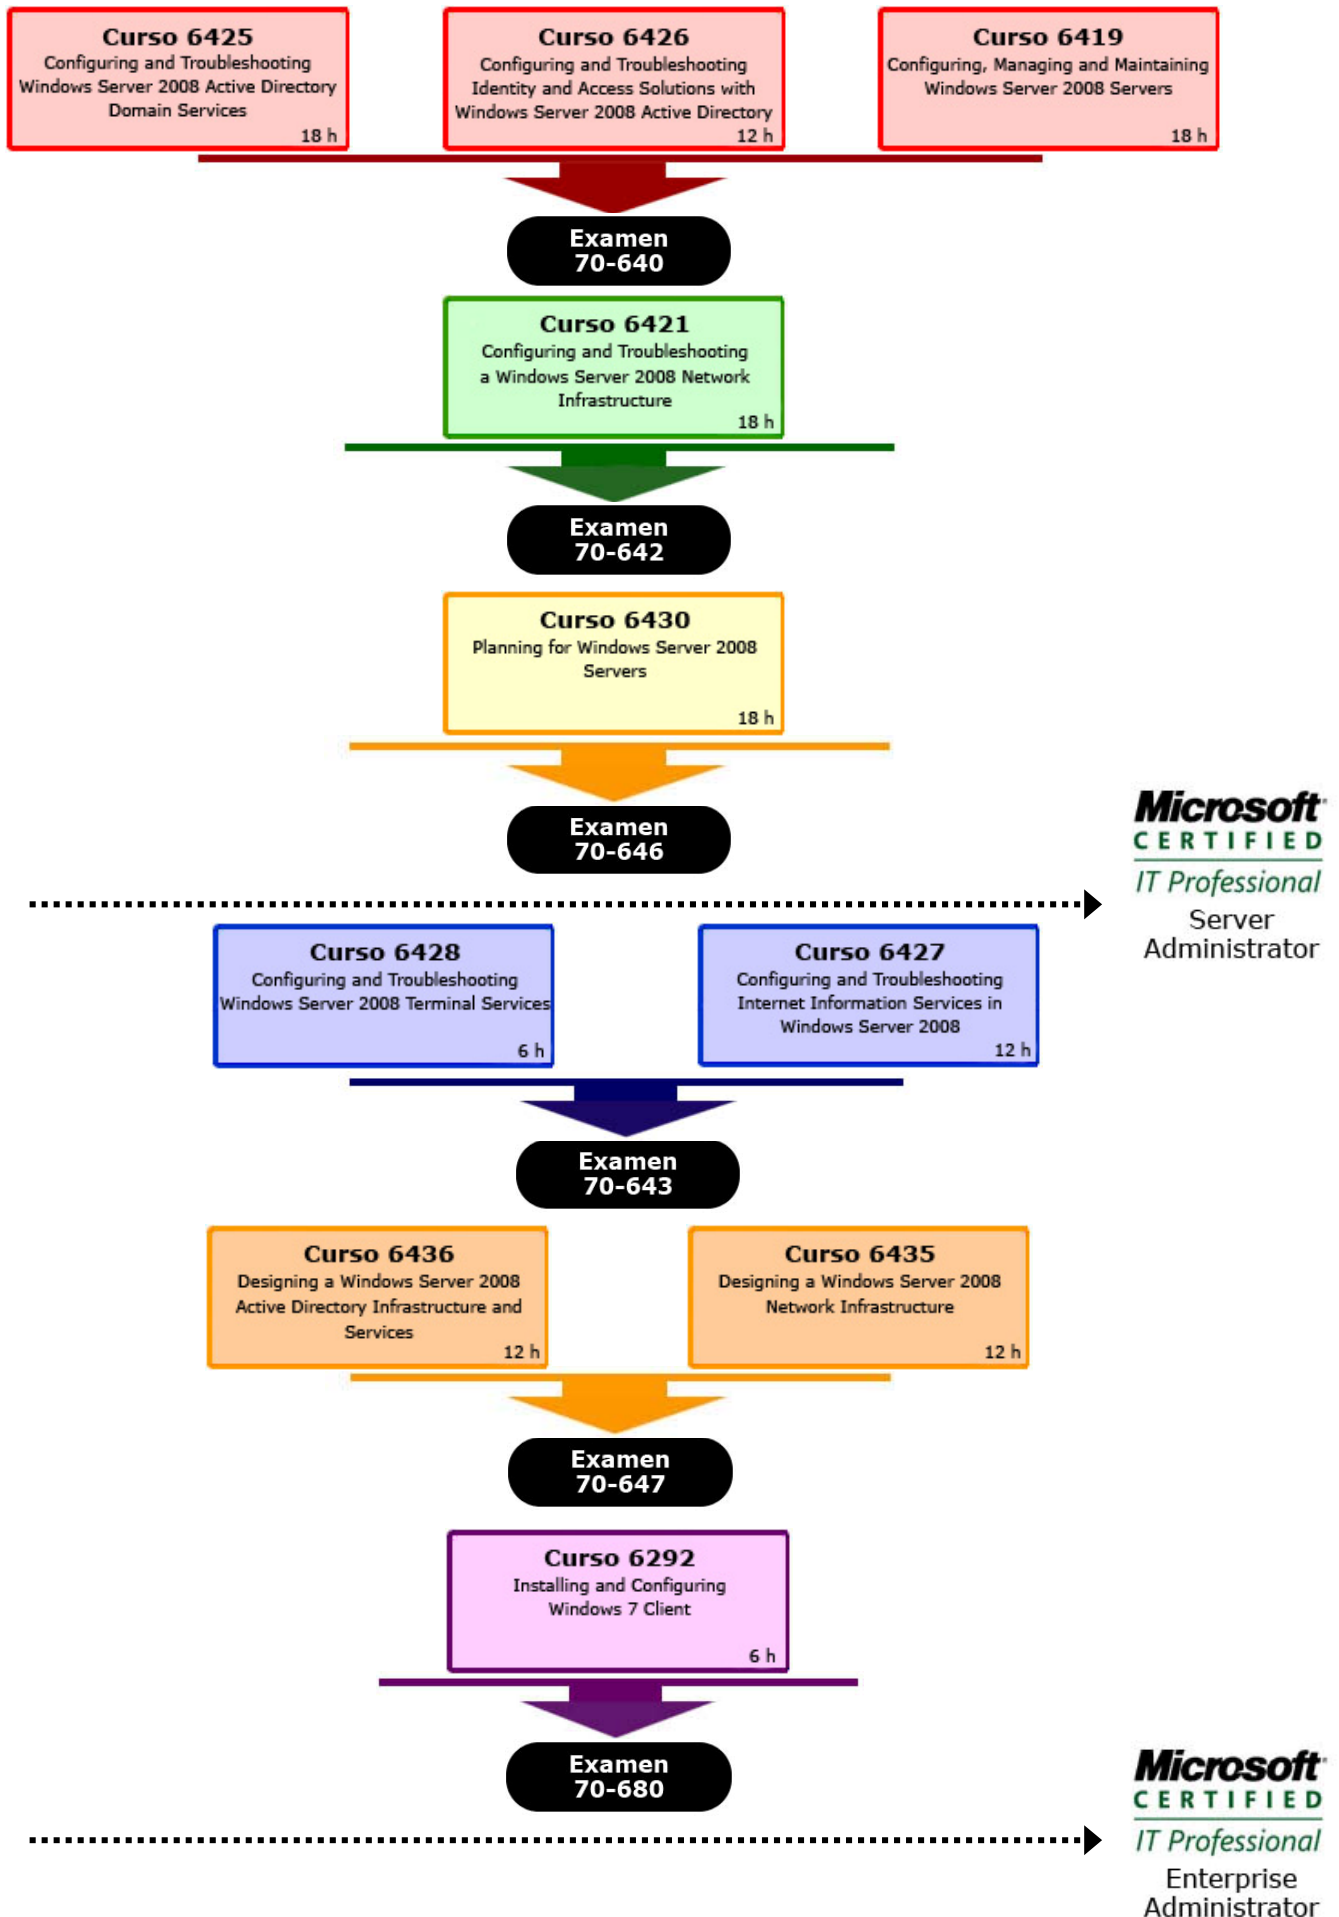 Curso 6425
Configuring and Troubleshooting
Windows Server 2008 Active Directory
Domain Services
18 h
Curso 6426
Configuring and Troubleshooting
Identity and Access Solutions with
Windows Server 2008 Active Directory
12 h
Curso 6419
Configuring, Managing and Maintaining
Windows Server 2008 Servers
18 h
Examen
70-640
Curso 6421
Configuring and Troubleshooting
a Windows Server 2008 Network
Infrastructure
18 h
Examen
70-642
Curso 6430
Planning for Windows Server 2008
Servers
18 h
Examen
70-646
Microsoft
CERTIFIED
IT Professional
Server
Administrator
Curso 6428
Configuring and Troubleshooting
Windows Server 2008 Terminal Services
6 h
Curso 6427
Configuring and Troubleshooting
Internet Information Services in
Windows Server 2008
12 h
Examen
70-643
Curso 6436
Designing a Windows Server 2008
Active Directory Infrastructure and
Services
12 h
Curso 6435
Designing a Windows Server 2008
Network Infrastructure
12 h
Examen
70-647
Curso 6292
Installing and Configuring
Windows 7 Client
6 h
Examen
70-680
Microsoft
CERTIFIED
IT Professional
Enterprise
Administrator